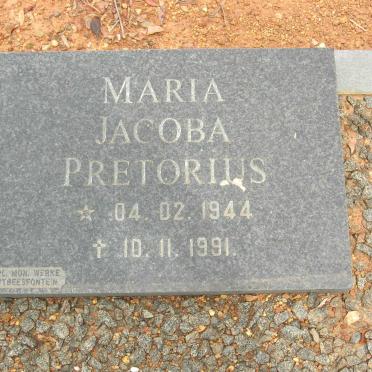 MARIA
JACOBA
PRETORIUS
☆ 04. 02. 1944
✝ 10. 11. 1991.
MON. WERKE